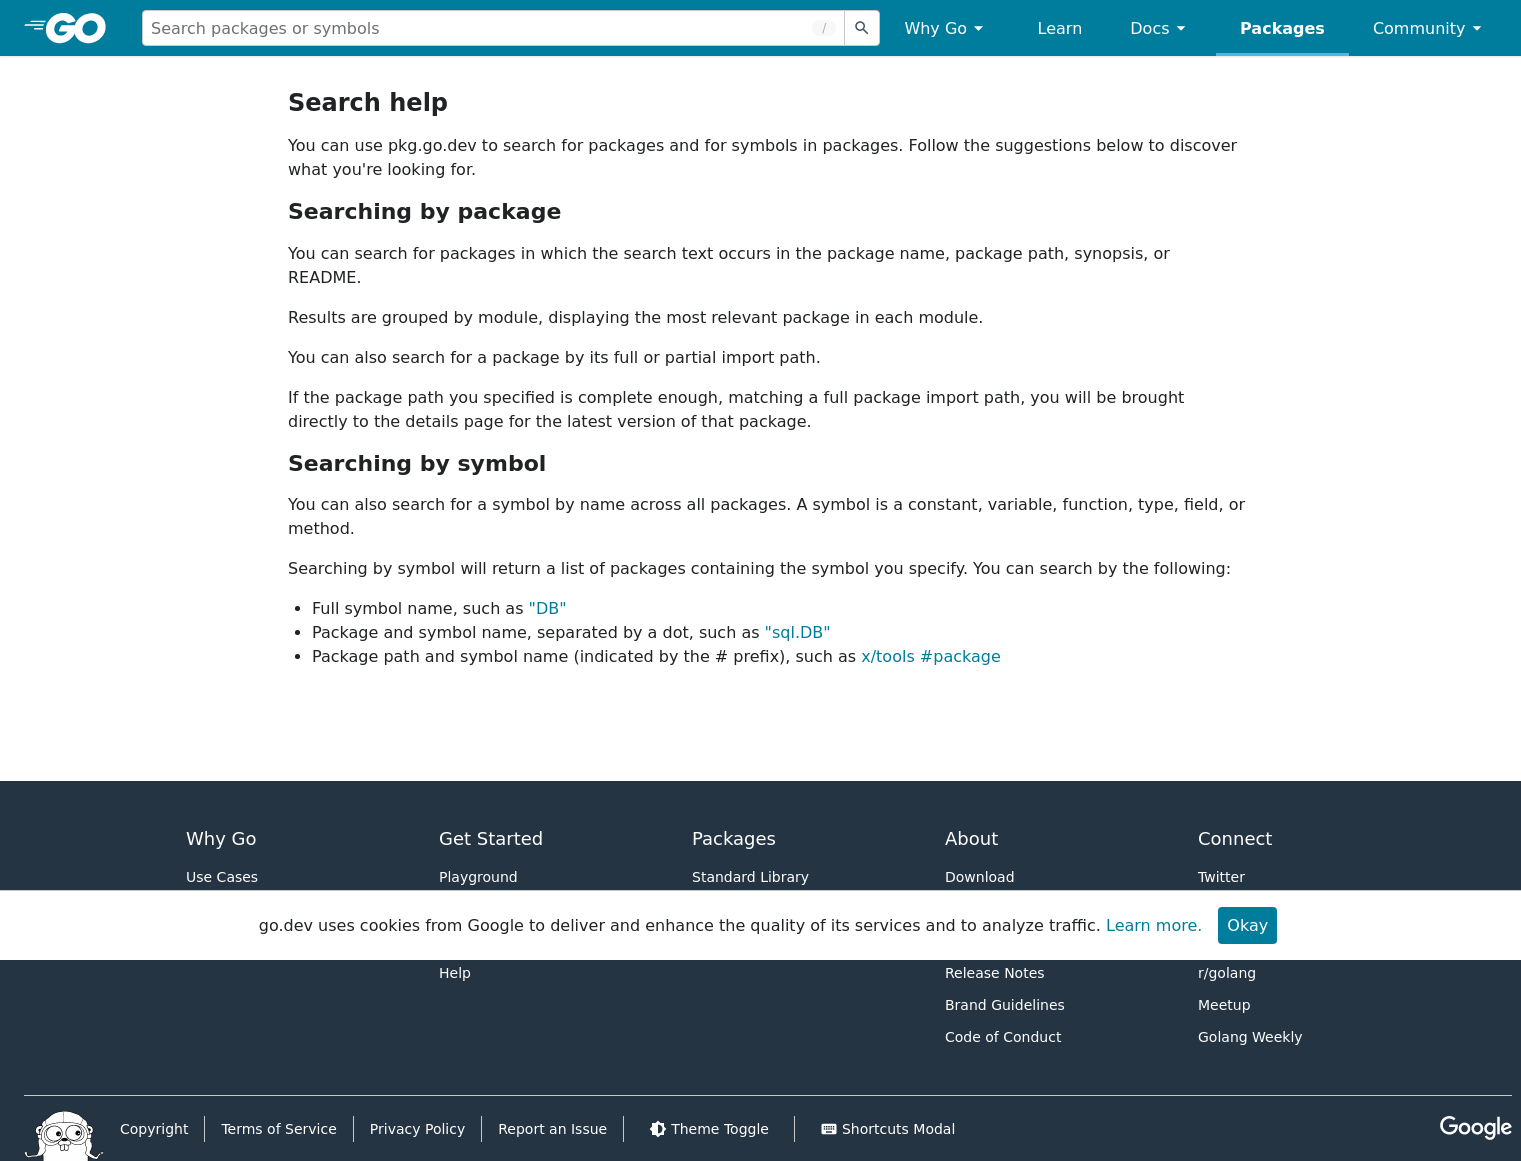 GO
Search packages or symbols
/
Why Go
Learn
Docs
Packages
Community
Search help
You can use pkg.go.dev to search for packages and for symbols in packages. Follow the suggestions below to discover
what you're looking for.
Searching by package
You can search for packages in which the search text occurs in the package name, package path, synopsis, or
README.
Results are grouped by module, displaying the most relevant package in each module.
You can also search for a package by its full or partial import path.
If the package path you specified is complete enough, matching a full package import path, you will be brought
directly to the details page for the latest version of that package.
Searching by symbol
You can also search for a symbol by name across all packages. A symbol is a constant, variable, function, type, field, or
method.
Searching by symbol will return a list of packages containing the symbol you specify. You can search by the following:
• Full symbol name, such as "DB"
• Package and symbol name, separated by a dot, such as "sql.DB"
• Package path and symbol name (indicated by the # prefix), such as x/tools #package
Why Go
Get Started
Packages
About
Connect
Use Cases
Playground
Standard Library
Download
Twitter
go.dev uses cookies from Google to deliver and enhance the quality of its services and to analyze traffic. Learn more.
Okay
Help
Release Notes
r/golang
Brand Guidelines
Meetup
Code of Conduct
Golang Weekly
Copyright
Terms of Service
Privacy Policy
Report an Issue
Theme Toggle
Shortcuts Modal
Google